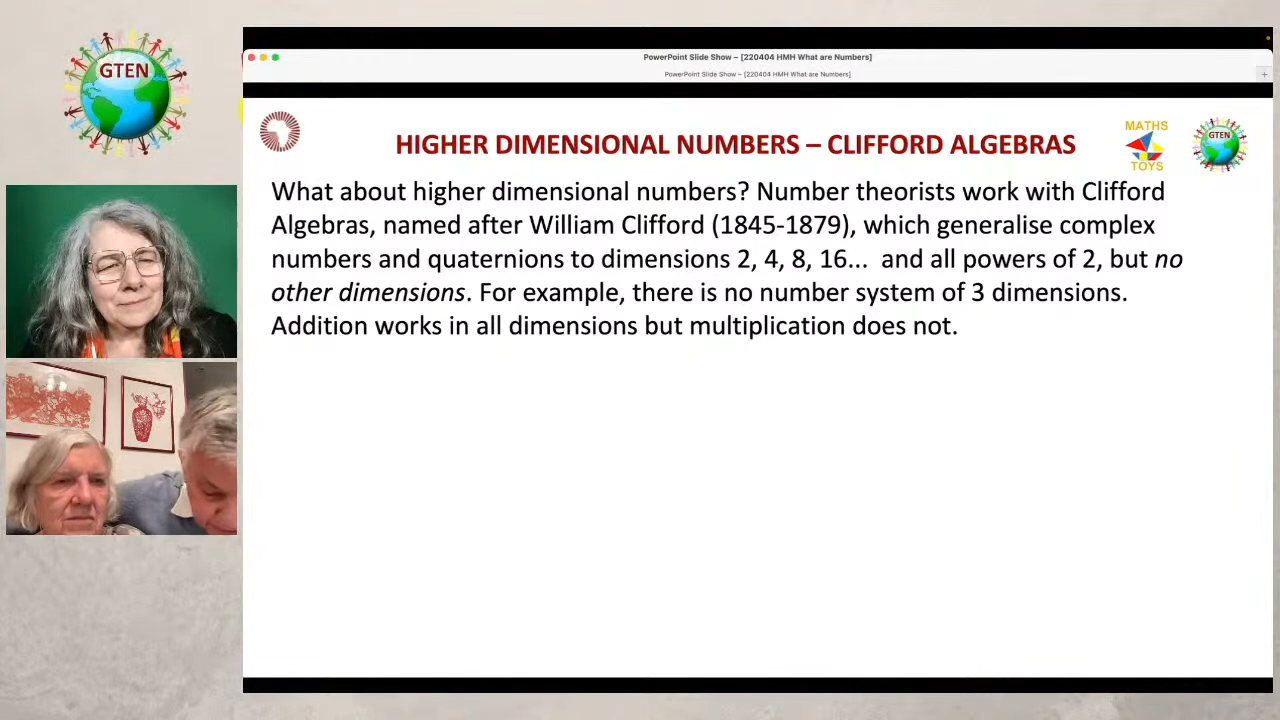 GTEN
PowerPoint Slide Show – [220404 HMH What are Numbers]
PowerPoint Slide Show – [220404 HMH What are Numbers]
HIGHER DIMENSIONAL NUMBERS – CLIFFORD ALGEBRAS
MATHS
TOYS
GTEN
What about higher dimensional numbers? Number theorists work with Clifford
Algebras, named after William Clifford (1845-1879), which generalise complex
numbers and quaternions to dimensions 2, 4, 8, 16... and all powers of 2, but no
other dimensions. For example, there is no number system of 3 dimensions.
Addition works in all dimensions but multiplication does not.